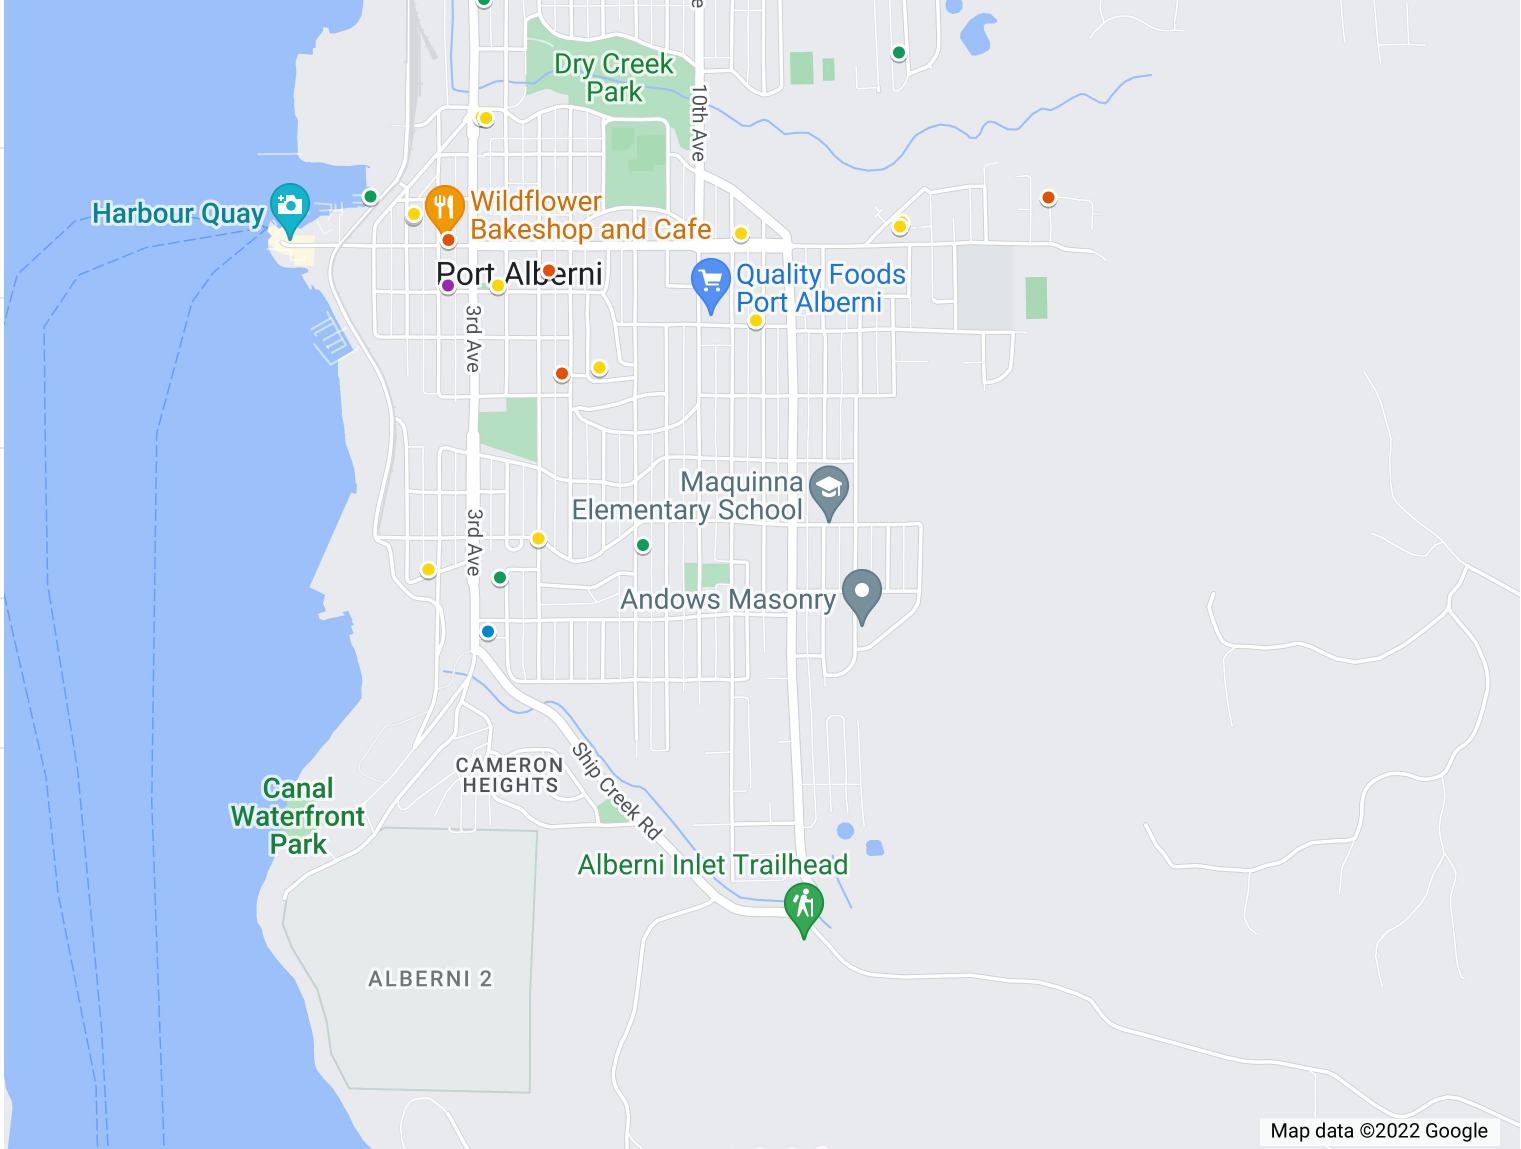 e
Dry Creek
Park
10th Ave
Harbour Quay
Wildflower
Bakeshop and Cafe
Port Alberni
Quality Foods
Port Alberni
3rd Ave
Maquinna
Elementary School
3rd Ave
Andows Masonry
CAMERON
HEIGHTS
Ship Creek Rd
Canal
Waterfront
Park
Alberni Inlet Trailhead
ALBERNI 2
Map data ©2022 Google